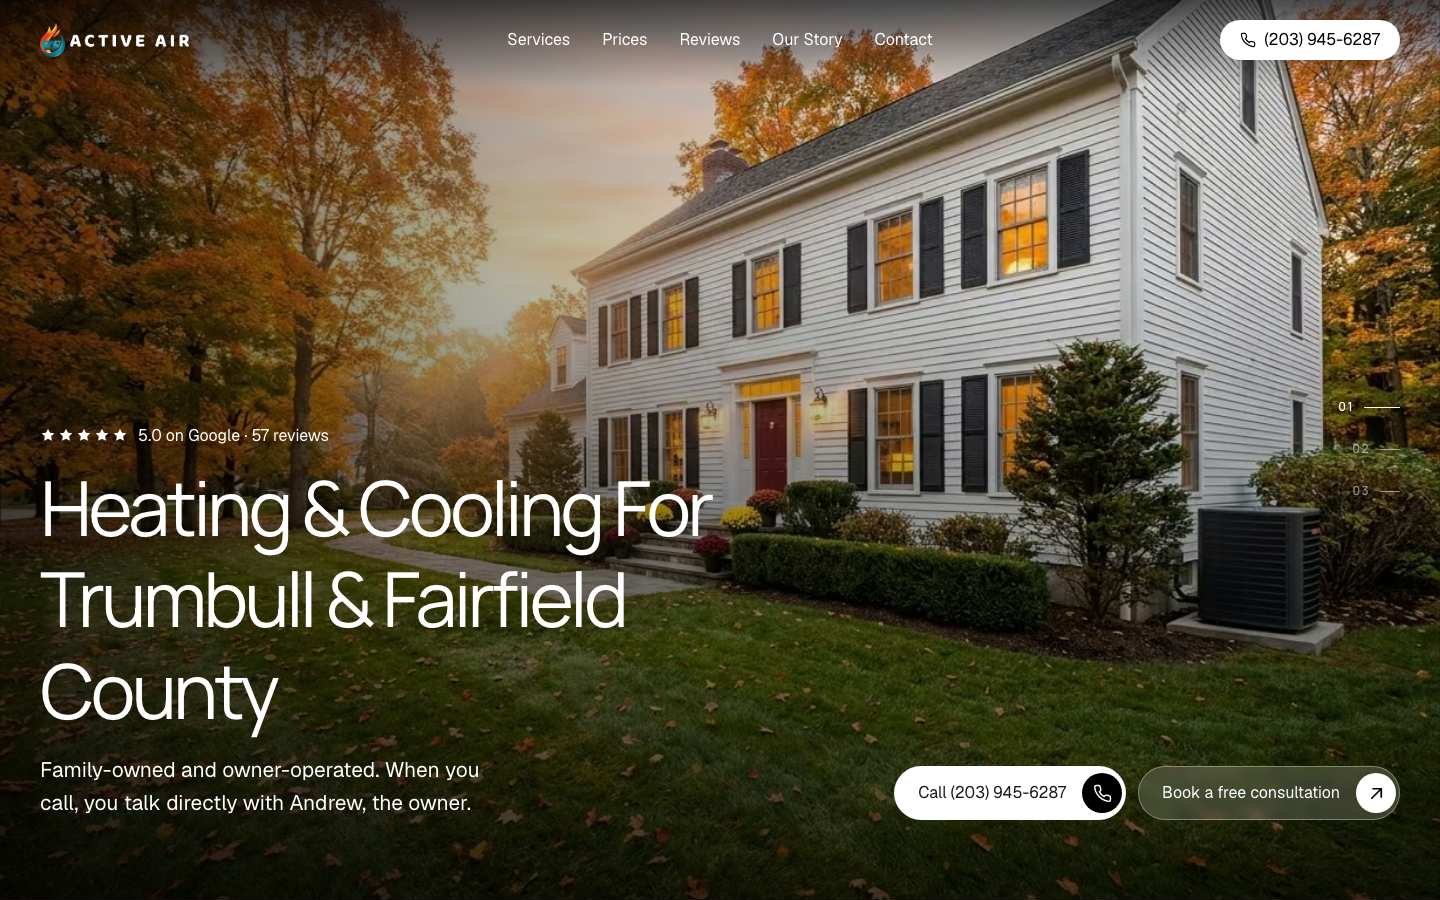 ACTIVE AIR
Services
Prices
Reviews
Our Story
Contact
(203) 945-6287
01
02
03
5.0 on Google · 57 reviews
Heating & Cooling For
Trumbull & Fairfield
County
Family-owned and owner-operated. When you
call, you talk directly with Andrew, the owner.
Call (203) 945-6287
Book a free consultation